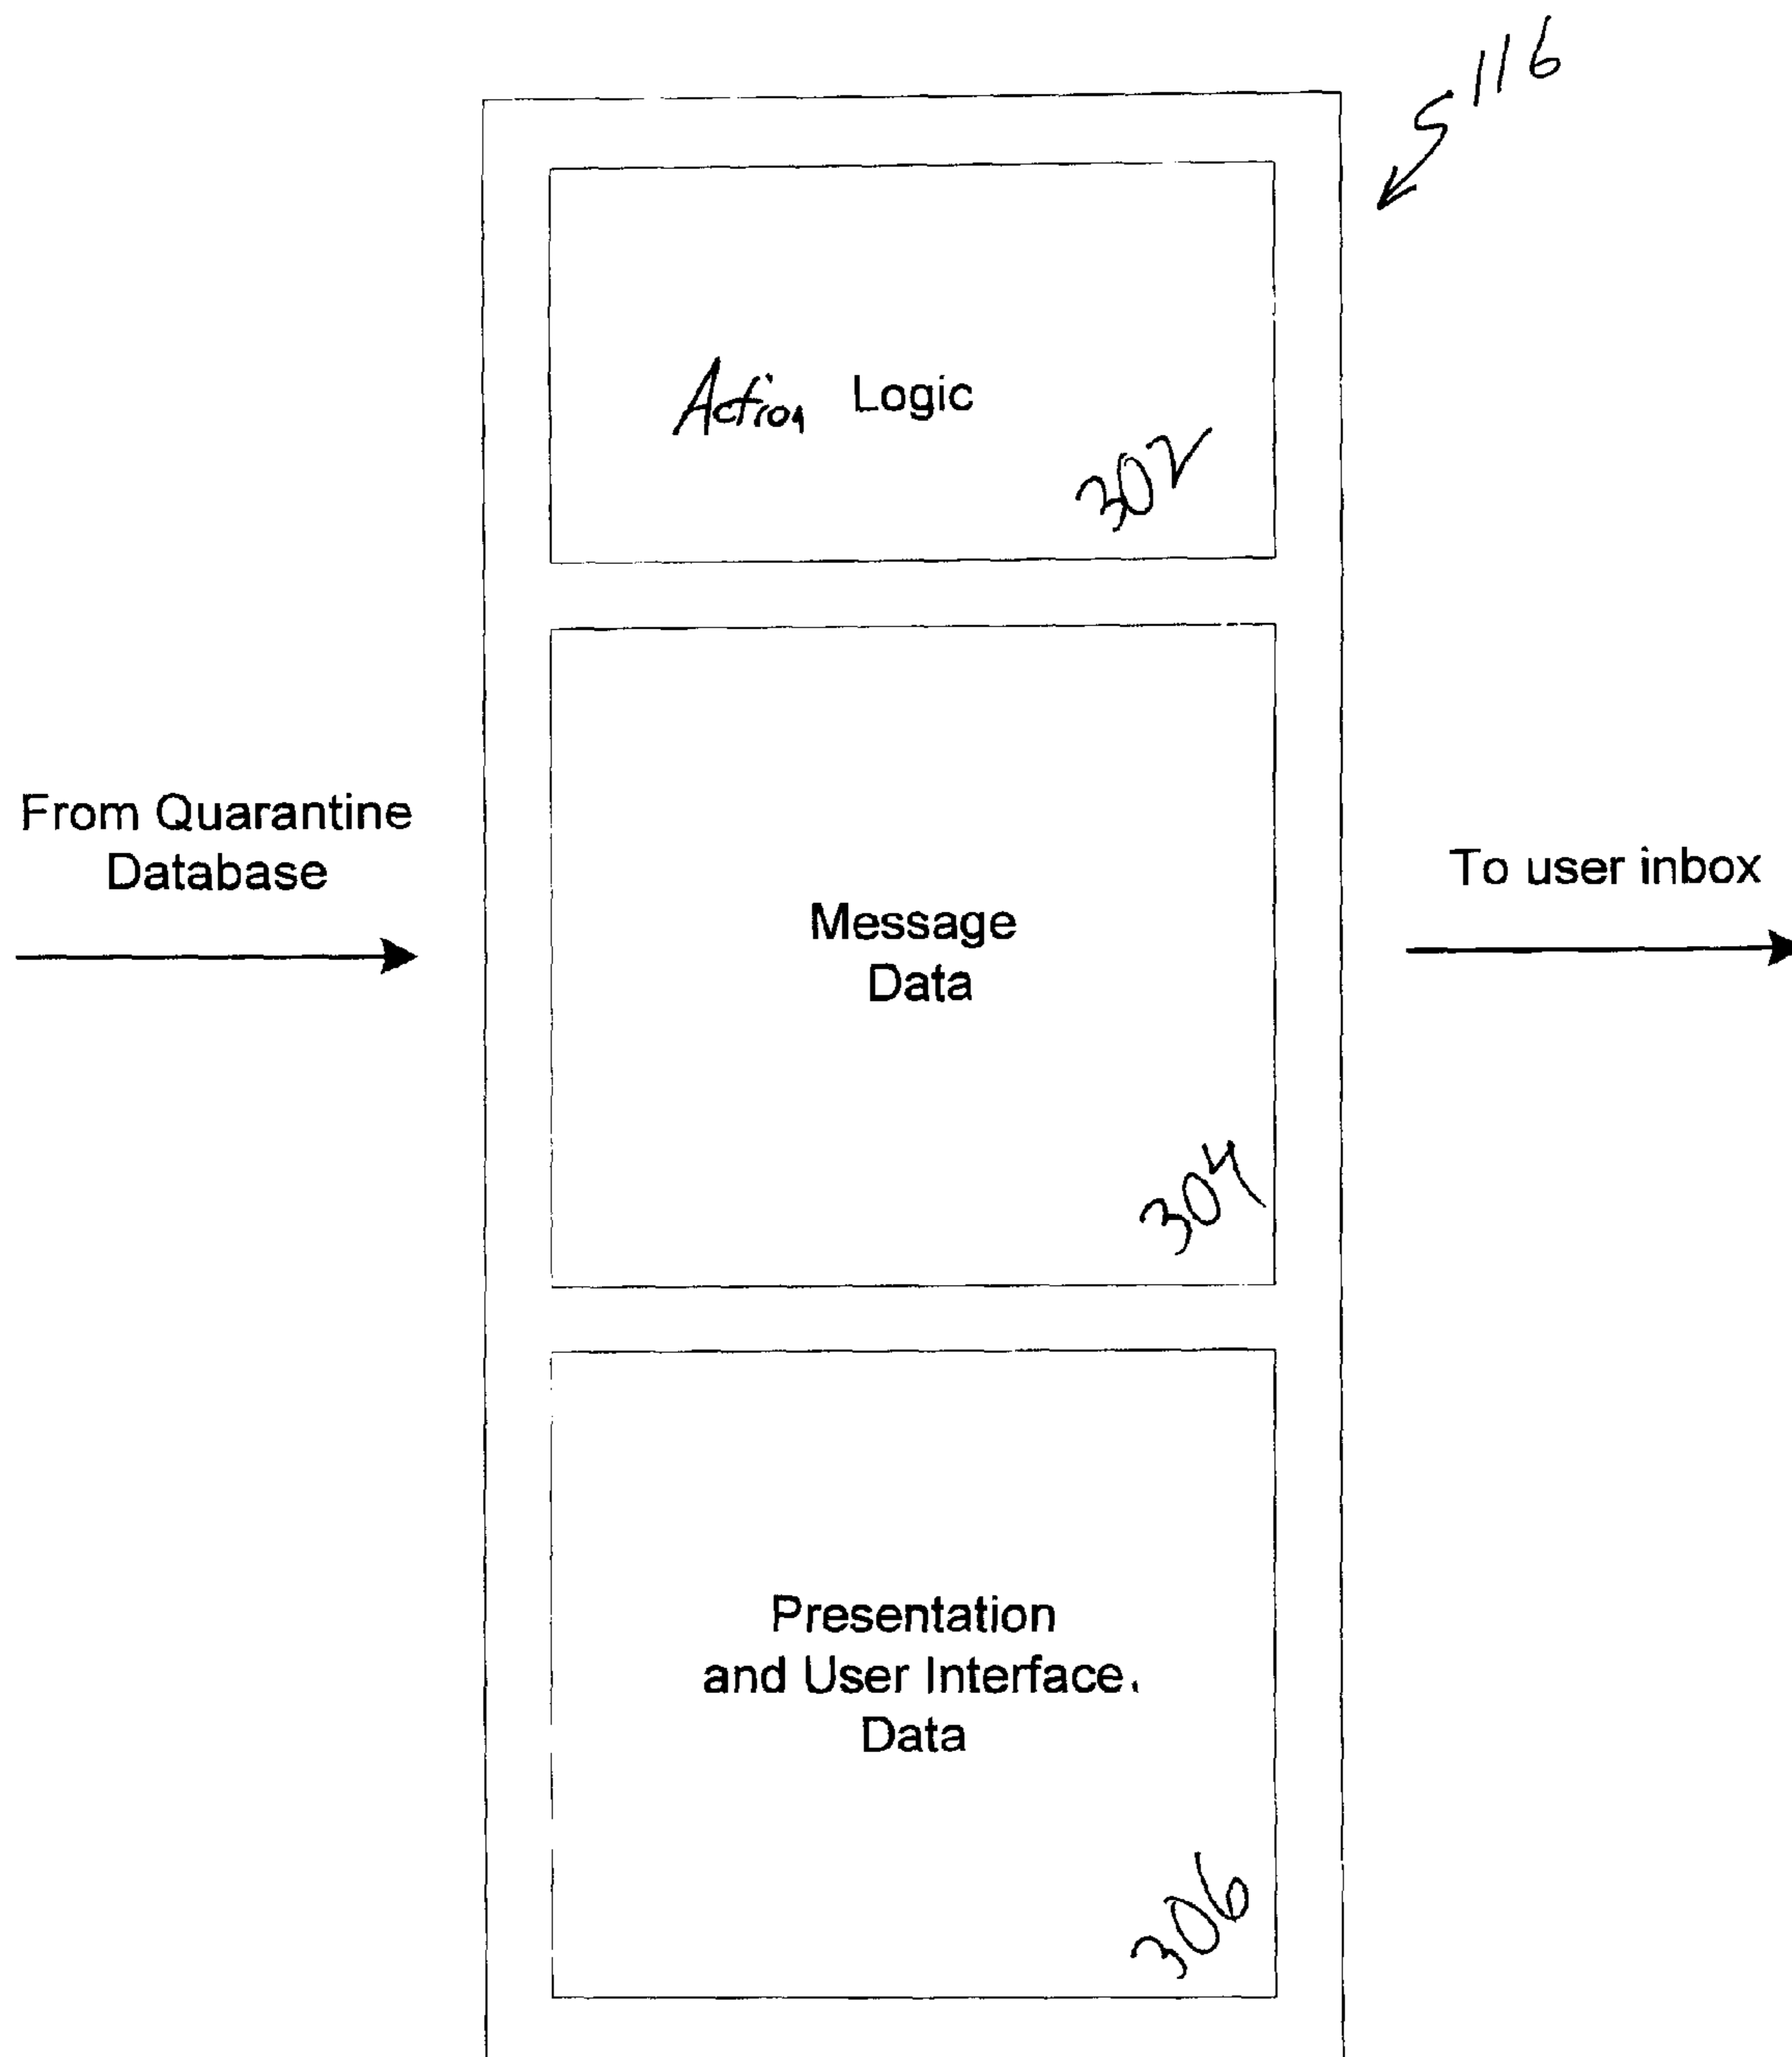 116
Action Logic
302
From Quarantine
Database
Message
Data
To user inbox
304
Presentation
and User Interface.
Data
306